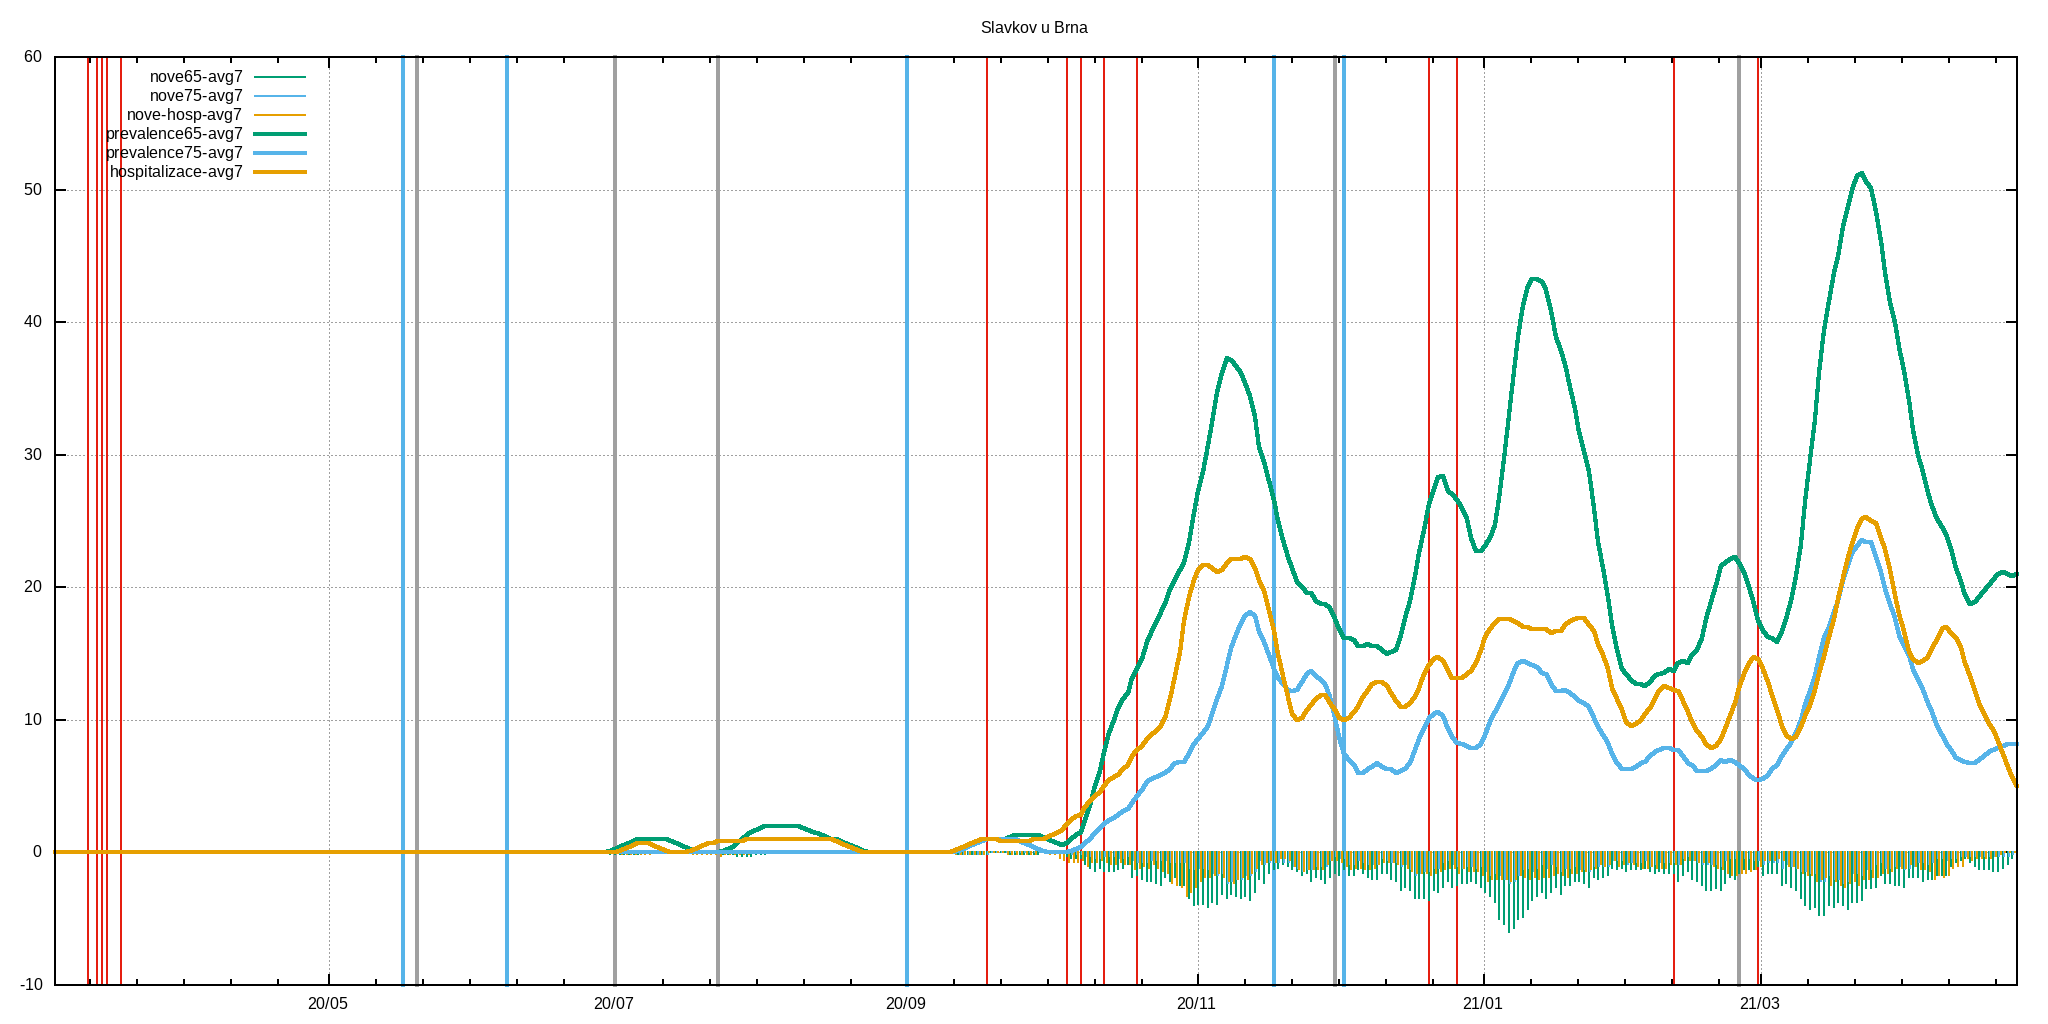 Slavkov u Brna
60
50
40
30
20
10
0
-10
nove65-avg7
nove75-avg7
nove-hosp-avg7
prevalence65-avg7
prevalence75-avg7
hospitalizace-avg7
20/05 20/07 20/09 20/11 21/01 21/03